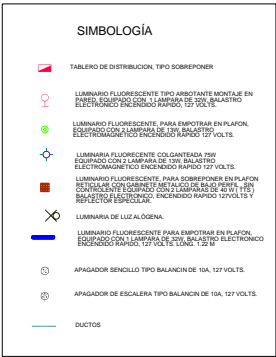 SIMBOLOGÍA
TABLERO DE DISTRIBUCION, TIPO SOBREPONER
LUMINARIO FLUORESCENTE TIPO ARBOTANTE MONTAJE EN
PARED, EQUIPADO CON 1 LAMPARA DE 32W, BALASTRO
ELECTRONICO ENCENDIDO RAPIDO, 127 VOLTS.
LUMINARIO FLUORESCENTE, PARA EMPOTRAR EN PLAFON,
EQUIPADO CON 2 LAMPARA DE 13W, BALASTRO
ELECTROMAGNETICO ENCENDIDO RAPIDO 127 VOLTS.
LUMINARIA FLUORECENTE COLGANTEADA 75W
EQUIPADO CON 2 LAMPARA DE 13W, BALASTRO
ELECTROMAGNETICO ENCENDIDO RAPIDO 127 VOLTS.
LUMINARIO FLUORESCENTE, PARA SOBREPONER EN PLAFON
RETICULAR CON GABINETE METALICO DE BAJO PERFIL , SIN
CONTROLENTE EQUIPADO CON 2 LAMPARAS DE 40 W ( TTS )
BALASTRO ELECTRONICO, ENCENDIDO RAPIDO 127VOLTS Y
REFLECTOR ESPECULAR.
LUMINARIA DE LUZ ALÓGENA.
LUMINARIO FLUORESCENTE PARA EMPOTRAR EN PLAFON,
EQUIPADO CON 1 LAMPARA DE 32W, BALASTRO ELECTRONICO
ENCENDIDO RAPIDO, 127 VOLTS. LONG. 1.22 M
APAGADOR SENCILLO TIPO BALANCIN DE 10A, 127 VOLTS.
APAGADOR DE ESCALERA TIPO BALANCIN DE 10A, 127 VOLTS.
DUCTOS